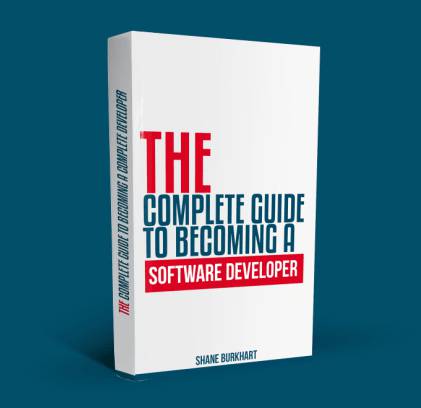 THE COMPLETE GUIDE TO BECOMING A COMPLETE DEVELOPER
THE
COMPLETE GUIDE
TO BECOMING A
SOFTWARE DEVELOPER
SHANE BURKHART